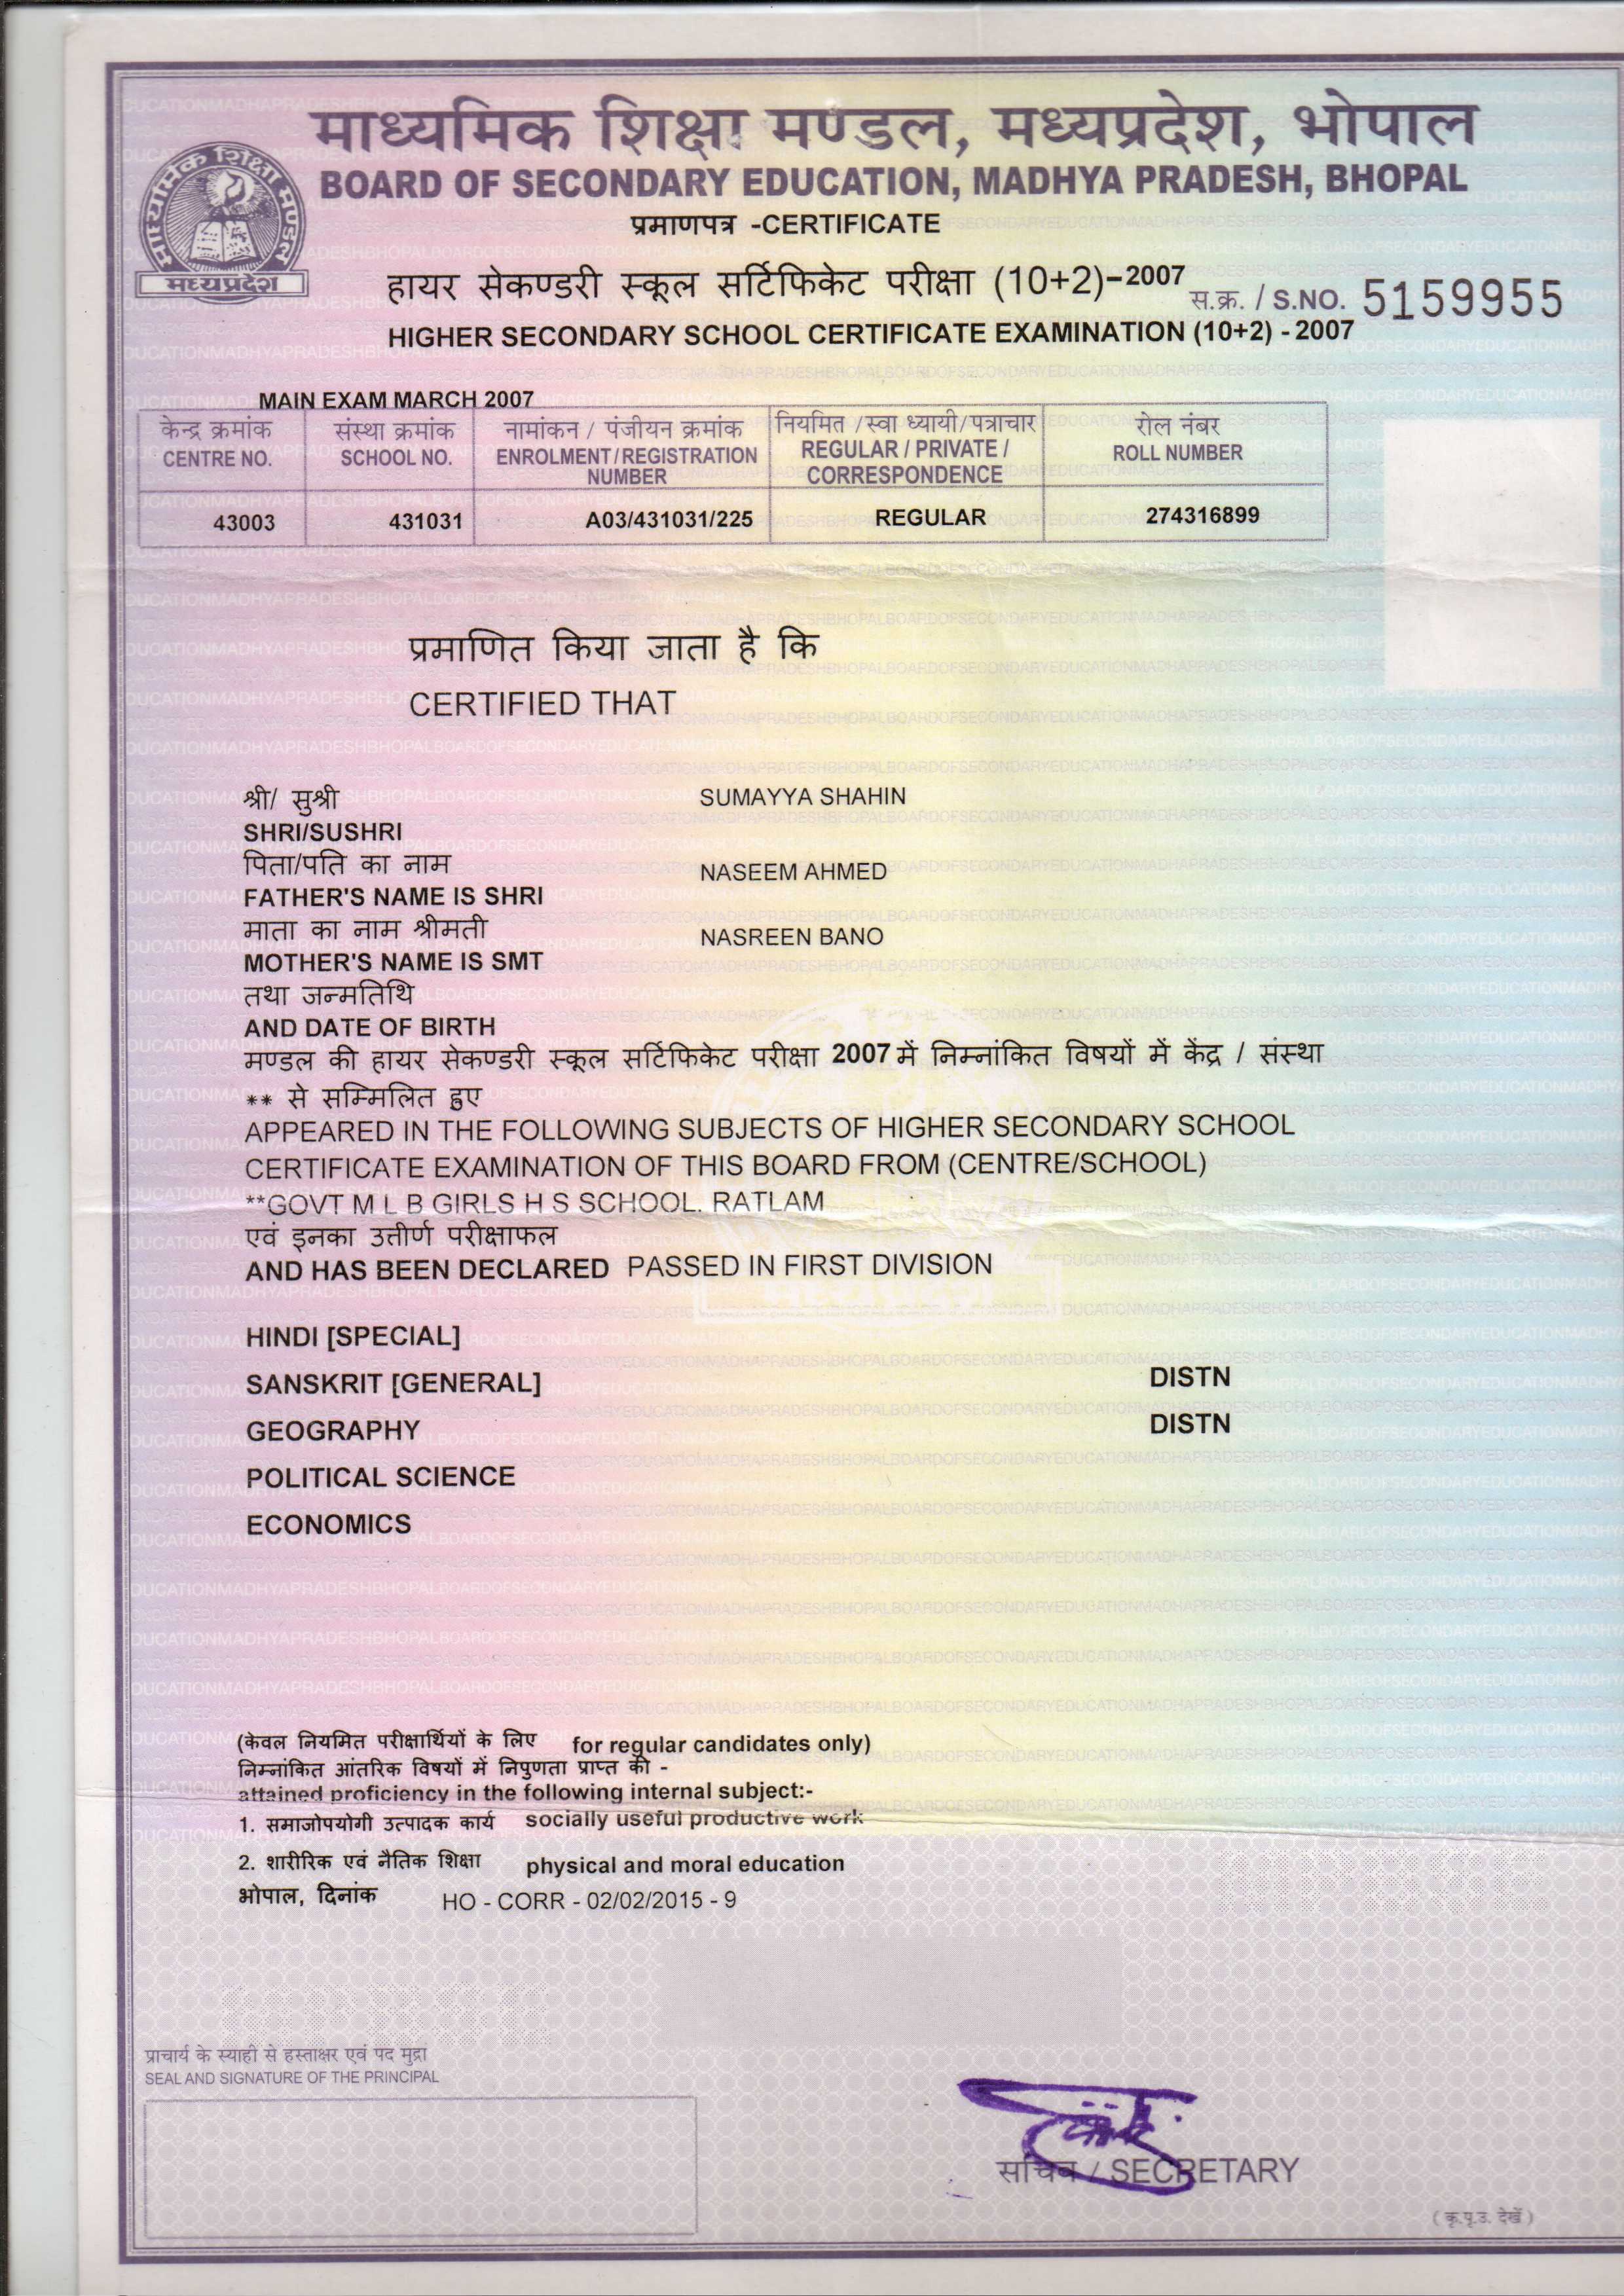 माध्यमिक शिक्षा मण्डल, मध्यप्रदेश, भोपाल
BOARD OF SECONDARY EDUCATION, MADHYA PRADESH, BHOPAL
माध्यमिक शिक्षा मण्डल
मध्यप्रदेश
प्रमाणपत्र -CERTIFICATE
हायर सेकण्डरी स्कूल सर्टिफिकेट परीक्षा (10+2)-2007
स.क्र. / S.NO. 5159955
HIGHER SECONDARY SCHOOL CERTIFICATE EXAMINATION (10+2) - 2007
MAIN EXAM MARCH 2007
केन्द्र क्रमांक संस्था क्रमांक नामांकन / पंजीयन क्रमांक नियमित /स्वा ध्यायी/पत्राचार रोल नंबर
CENTRE NO. SCHOOL NO. ENROLMENT/REGISTRATION NUMBER REGULAR / PRIVATE / CORRESPONDENCE ROLL NUMBER
43003 431031 A03/431031/225 REGULAR 274316899
प्रमाणित किया जाता है कि
CERTIFIED THAT
श्री/ सुश्री SUMAYYA SHAHIN
SHRI/SUSHRI
पिता/पति का नाम NASEEM AHMED
FATHER'S NAME IS SHRI
माता का नाम श्रीमती NASREEN BANO
MOTHER'S NAME IS SMT
तथा जन्मतिथि
AND DATE OF BIRTH
मण्डल की हायर सेकण्डरी स्कूल सर्टिफिकेट परीक्षा 2007 में निम्नांकित विषयों में केंद्र / संस्था
** से सम्मिलित हुए
APPEARED IN THE FOLLOWING SUBJECTS OF HIGHER SECONDARY SCHOOL
CERTIFICATE EXAMINATION OF THIS BOARD FROM (CENTRE/SCHOOL)
**GOVT M L B GIRLS H S SCHOOL. RATLAM
एवं इनका उत्तीर्ण परीक्षाफल
AND HAS BEEN DECLARED PASSED IN FIRST DIVISION
HINDI [SPECIAL]
SANSKRIT [GENERAL] DISTN
GEOGRAPHY DISTN
POLITICAL SCIENCE
ECONOMICS
(केवल नियमित परीक्षार्थियों के लिए for regular candidates only)
निम्नांकित आंतरिक विषयों में निपुणता प्राप्त की -
attained proficiency in the following internal subject:-
1. समाजोपयोगी उत्पादक कार्य socially useful productive work
2. शारीरिक एवं नैतिक शिक्षा physical and moral education
भोपाल, दिनांक HO - CORR - 02/02/2015 - 9
प्राचार्य के स्याही से हस्ताक्षर एवं पद मुद्रा
SEAL AND SIGNATURE OF THE PRINCIPAL
सचिव / SECRETARY
( कृ.पृ.उ. देखें )